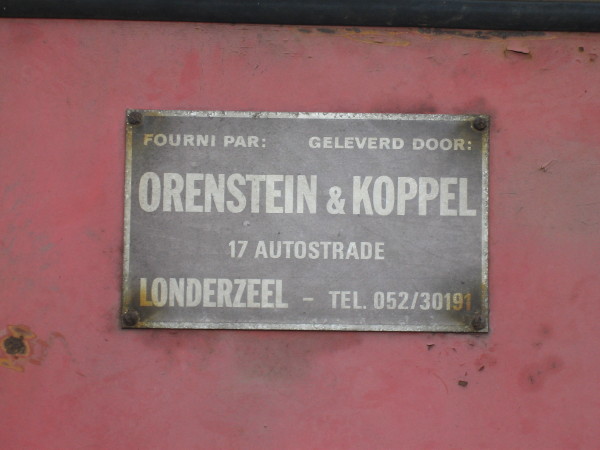 FOURNI PAR: GELEVERD DOOR:
ORENSTEIN & KOPPEL
17 AUTOSTRADE
LONDERZEEL - TEL. 052/30191